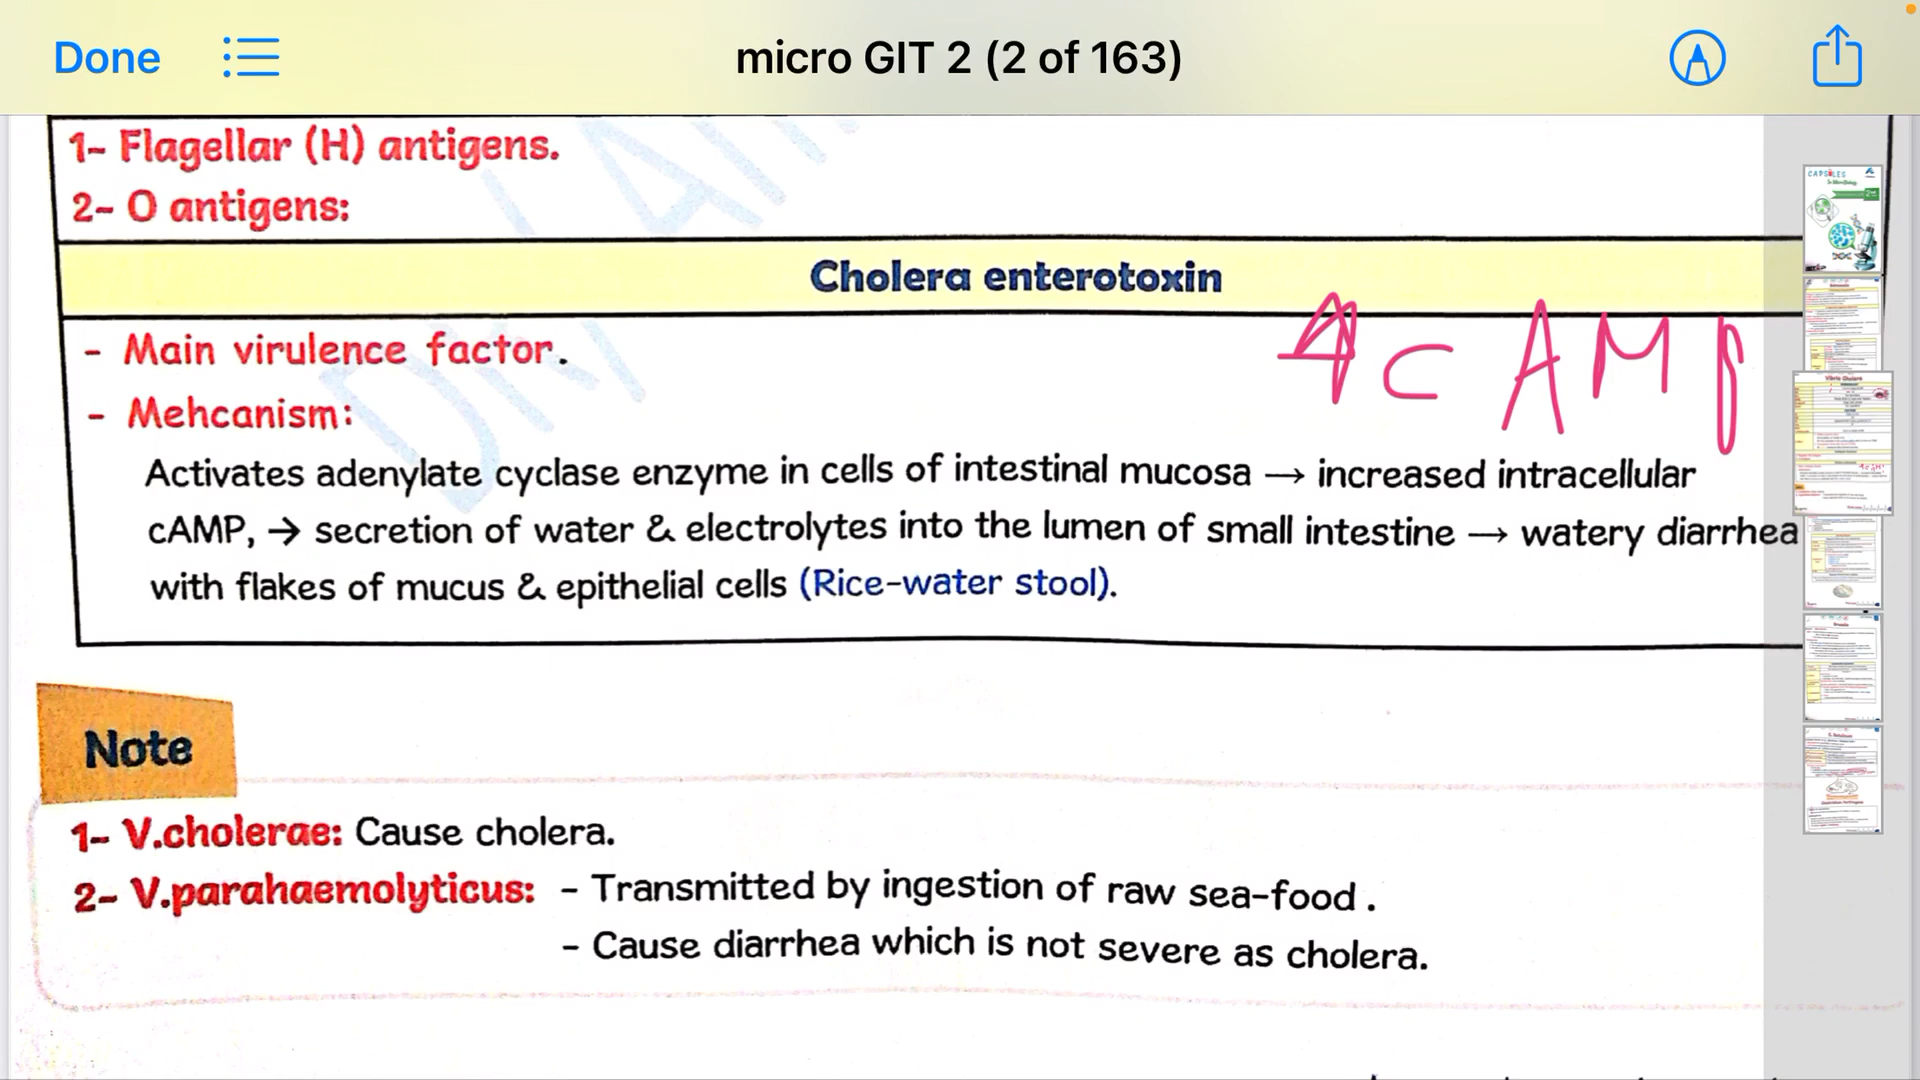 Done
micro GIT 2 (2 of 163)
1- Flagellar (H) antigens.
2- O antigens:
Cholera enterotoxin
- Main virulence factor.
↑ c A M P
- Mehcanism:
Activates adenylate cyclase enzyme in cells of intestinal mucosa → increased intracellular
cAMP, → secretion of water & electrolytes into the lumen of small intestine → watery diarrhea
with flakes of mucus & epithelial cells (Rice-water stool).
Note
1- V.cholerae: Cause cholera.
2- V.parahaemolyticus: - Transmitted by ingestion of raw sea-food .
- Cause diarrhea which is not severe as cholera.